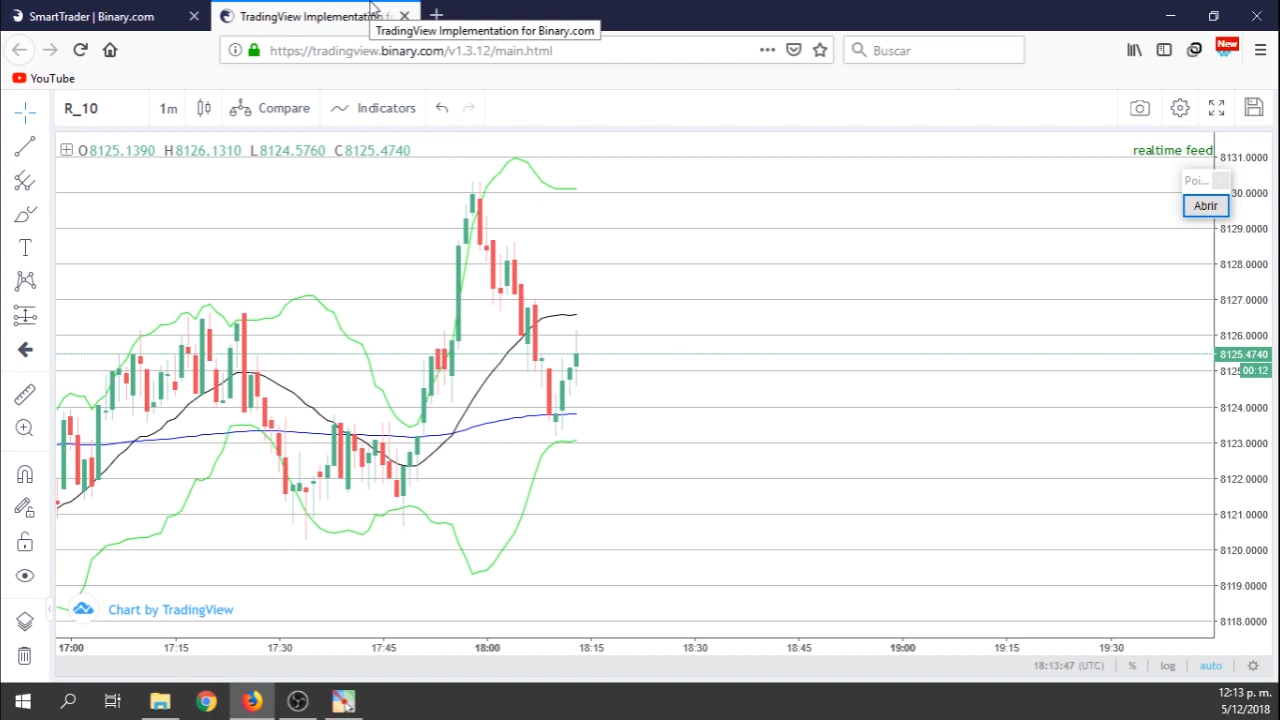 SmartTrader | Binary.com
TradingView Implementation f
TradingView Implementation for Binary.com
https://tradingview.binary.com/v1.3.12/main.html
Buscar
New
YouTube
R_10
1m
Compare
Indicators
O8125.1390 H8126.1310 L8124.5760 C8125.4740
realtime feed
Poi...
Abrir
8131.0000
30.0000
8129.0000
8128.0000
8127.0000
8126.0000
8125.4740
8125
00:12
8124.0000
8123.0000
8122.0000
8121.0000
8120.0000
8119.0000
8118.0000
Chart by TradingView
17:00 17:15 17:30 17:45 18:00 18:15 18:30 18:45 19:00 19:15 19:30
18:13:47 (UTC) % log auto
12:13 p. m.
5/12/2018